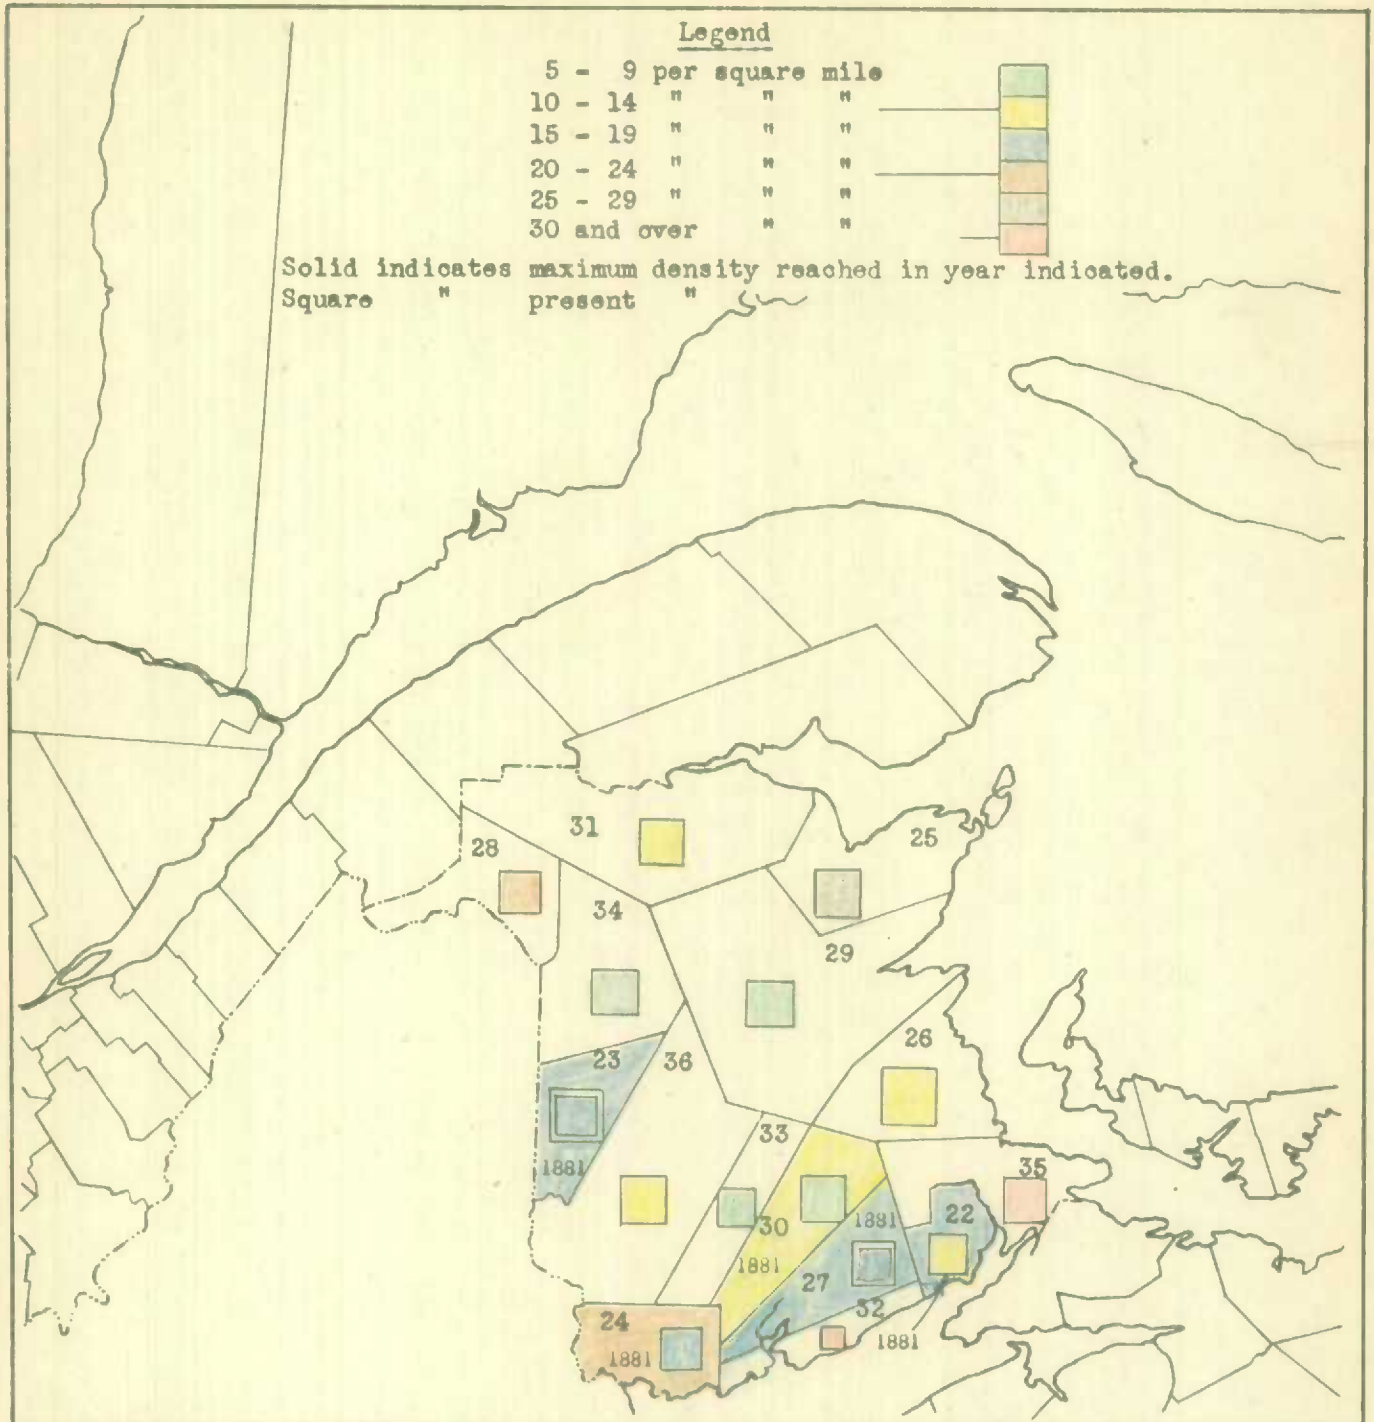 Legend
5 - 9 per square mile
10 - 14 " " "
15 - 19 " " "
20 - 24 " " "
25 - 29 " " "
30 and over " "
Solid indicates maximum density reached in year indicated.
Square " present "
31
25
28
34
29
26
23
36
33
35
1881
22
30
1881
1881
27
32
24
1881
1881